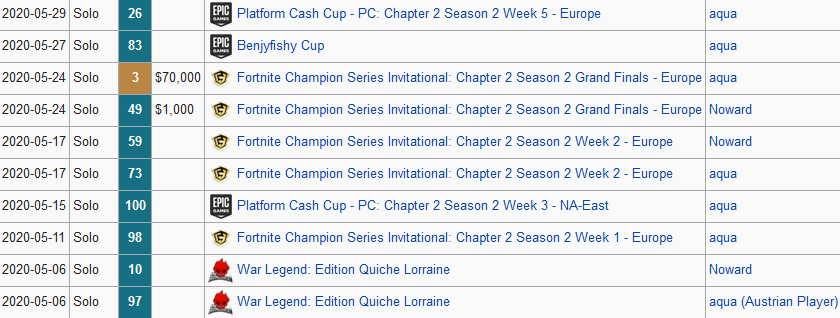 2020-05-29 Solo 26 EPIC GAMES Platform Cash Cup - PC: Chapter 2 Season 2 Week 5 - Europe aqua
2020-05-27 Solo 83 EPIC GAMES Benjyfishy Cup aqua
2020-05-24 Solo 3 $70,000 Fortnite Champion Series Invitational: Chapter 2 Season 2 Grand Finals - Europe aqua
2020-05-24 Solo 49 $1,000 Fortnite Champion Series Invitational: Chapter 2 Season 2 Grand Finals - Europe Noward
2020-05-17 Solo 59 Fortnite Champion Series Invitational: Chapter 2 Season 2 Week 2 - Europe Noward
2020-05-17 Solo 73 Fortnite Champion Series Invitational: Chapter 2 Season 2 Week 2 - Europe aqua
2020-05-15 Solo 100 EPIC GAMES Platform Cash Cup - PC: Chapter 2 Season 2 Week 3 - NA-East aqua
2020-05-11 Solo 98 Fortnite Champion Series Invitational: Chapter 2 Season 2 Week 1 - Europe aqua
2020-05-06 Solo 10 War Legend: Edition Quiche Lorraine Noward
2020-05-06 Solo 97 War Legend: Edition Quiche Lorraine aqua (Austrian Player)